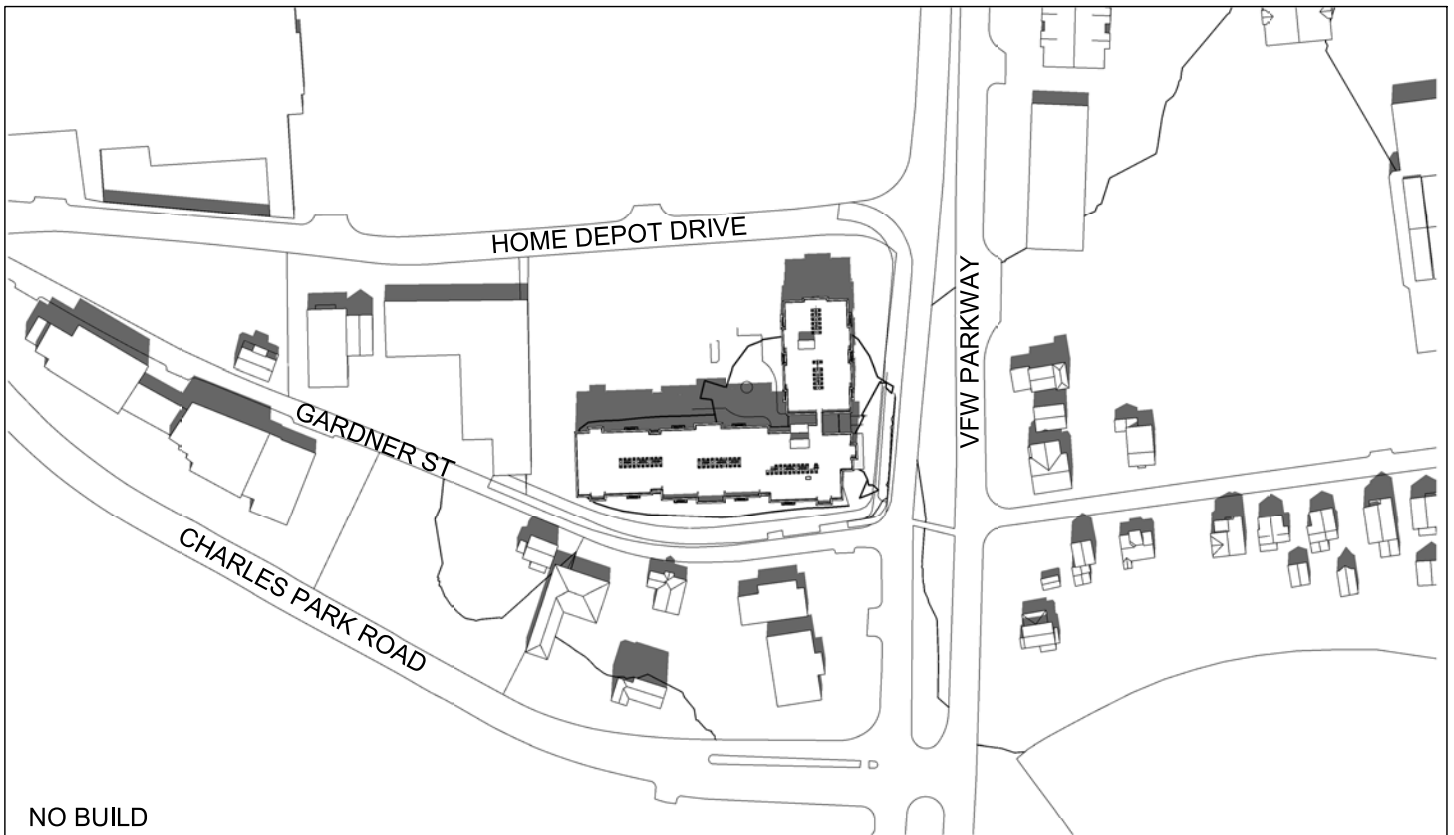 HOME DEPOT DRIVE
VFW PARKWAY
GARDNER ST
CHARLES PARK ROAD
NO BUILD